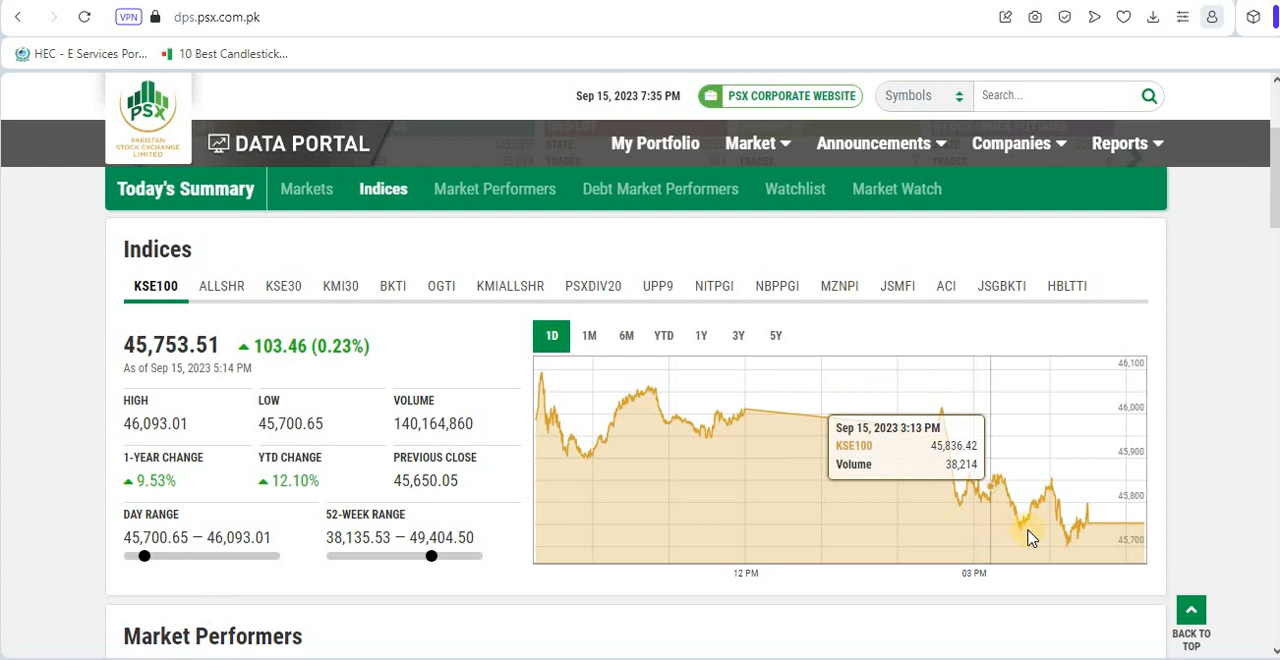 VPN dps.psx.com.pk
HEC - E Services Por... 10 Best Candlestick...
PSX
PAKISTAN
STOCK EXCHANGE
LIMITED
Sep 15, 2023 7:35 PM PSX CORPORATE WEBSITE Symbols Search...
DATA PORTAL My Portfolio Market Announcements Companies Reports
STATE
TRADES
Today's Summary Markets Indices Market Performers Debt Market Performers Watchlist Market Watch
Indices
KSE100 ALLSHR KSE30 KMI30 BKTI OGTI KMIALLSHR PSXDIV20 UPP9 NITPGI NBPPGI MZNPI JSMFI ACI JSGBKTI HBLTTI
45,753.51 103.46 (0.23%)
As of Sep 15, 2023 5:14 PM
HIGH LOW VOLUME
46,093.01 45,700.65 140,164,860
1-YEAR CHANGE YTD CHANGE PREVIOUS CLOSE
9.53% 12.10% 45,650.05
DAY RANGE 52-WEEK RANGE
45,700.65 — 46,093.01 38,135.53 — 49,404.50
1D 1M 6M YTD 1Y 3Y 5Y
46,100
46,000
45,900
45,800
45,700
Sep 15, 2023 3:13 PM
KSE100 45,836.42
Volume 38,214
12 PM 03 PM
BACK TO
TOP
Market Performers